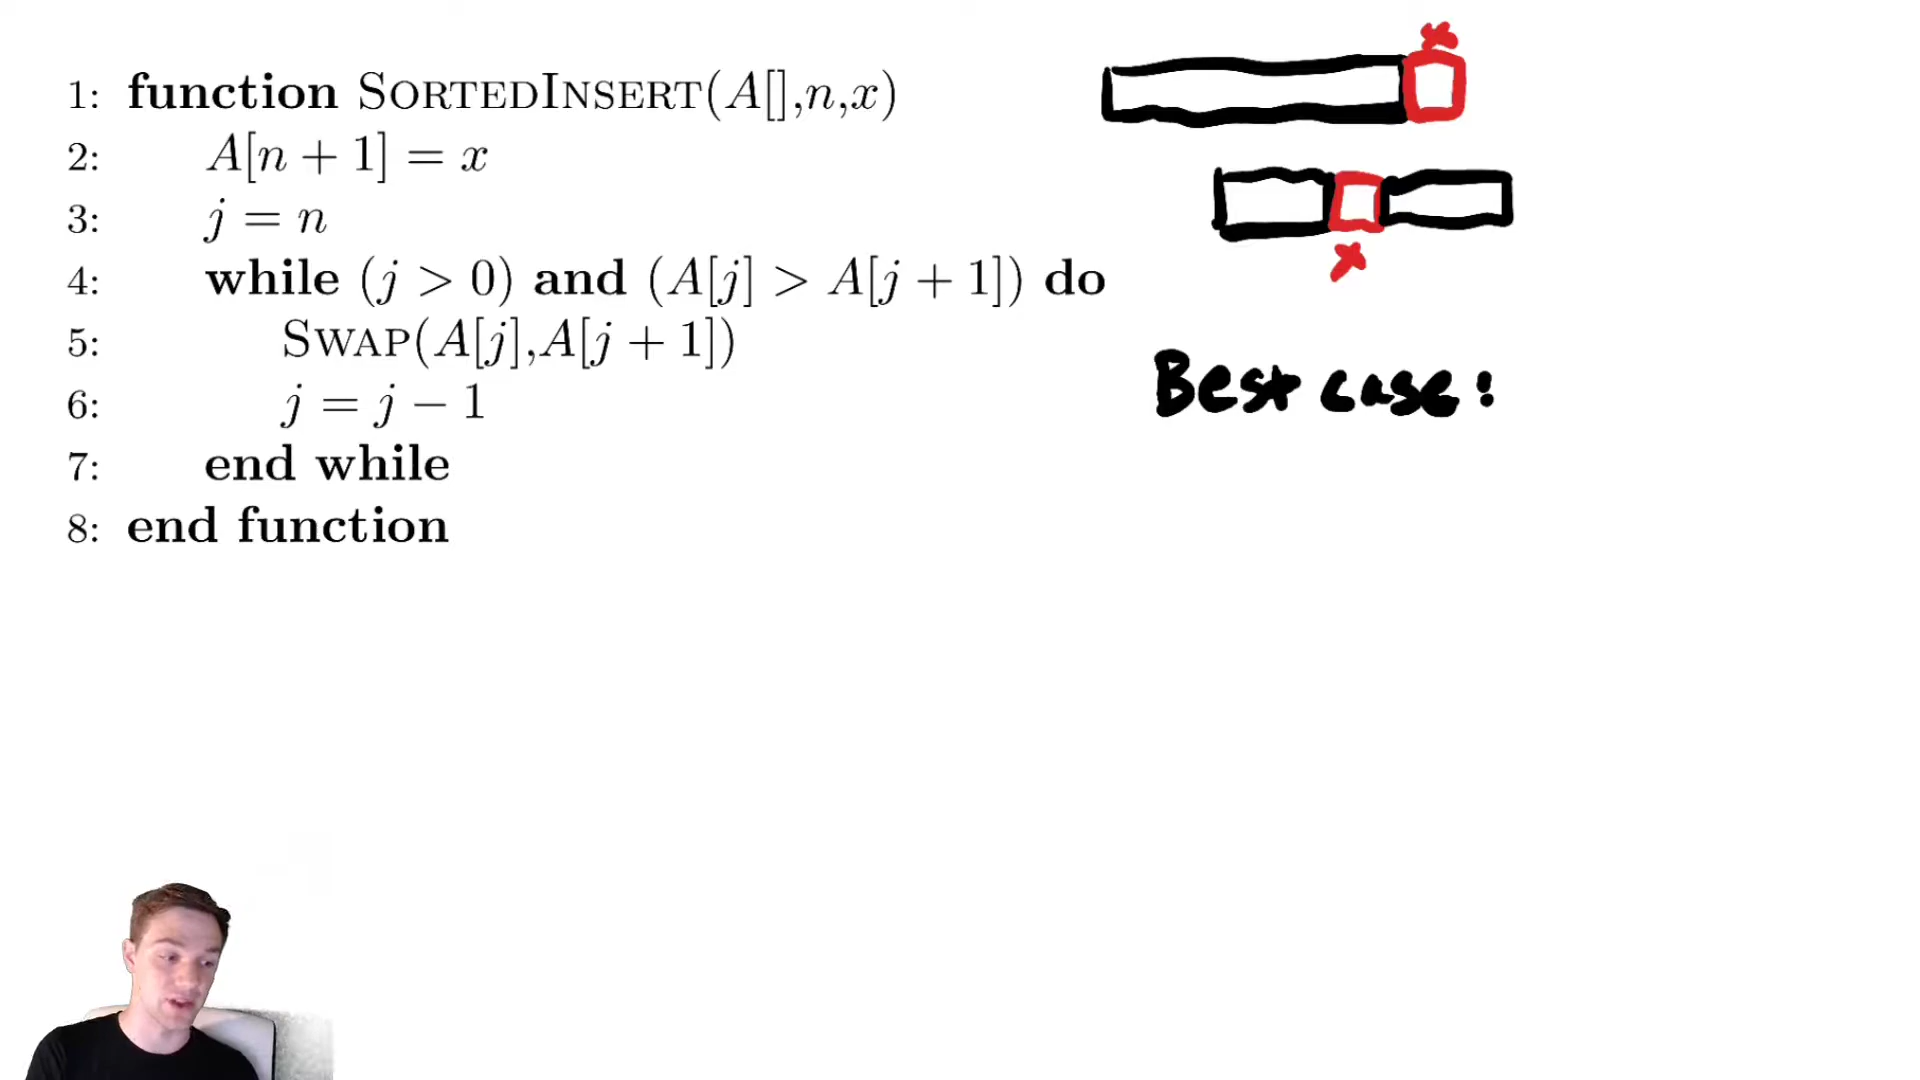 1: function SORTEDINSERT(A[],n,x)
2: A[n + 1] = x
3: j = n
4: while (j > 0) and (A[j] > A[j + 1]) do
5: SWAP(A[j],A[j + 1])
6: j = j − 1
7: end while
8: end function
x
x
Best case: